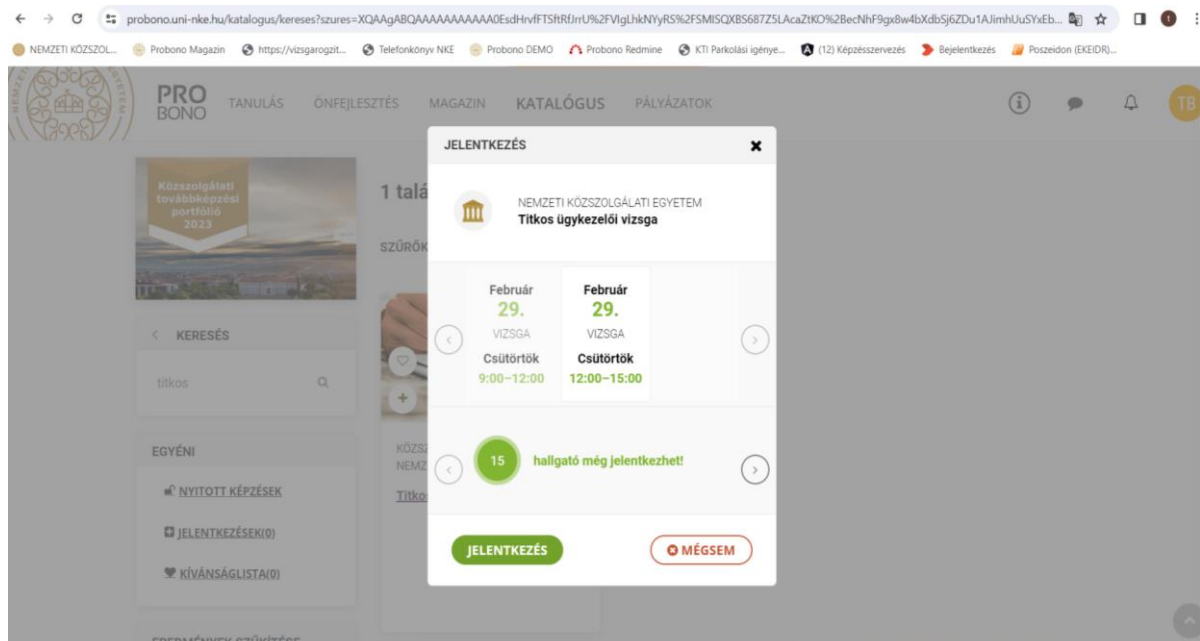 probono.uni-nke.hu/katalogus/kereses?szures=XQAAgABQAAAAAAAAAAA0EsdHrvfFTSftRfJrrU%2FVIgLhkNYyRS%2FSMISQXBS687Z5LAcaZtKO%2BecNhF9gx8w4bXdbSj6ZDu1AJimhUuSYxEb...
NEMZETI KÖZSZOL...
Probono Magazin
https://vizsgarogzit...
Telefonkönyv NKE
Probono DEMO
Probono Redmine
KTI Parkolási igénye...
(12) Képzésszervezés
Bejelentkezés
Poszeidon (EKEIDR)...
PRO
BONO
TANULÁS
ÖNFEJLESZTÉS
MAGAZIN
KATALÓGUS
PÁLYÁZATOK
TB
Közszolgálati
továbbképzési
portfólió
2023
KERESÉS
titkos
EGYÉNI
NYITOTT KÉPZÉSEK
JELENTKEZÉSEK(0)
KÍVÁNSÁGLISTA(0)
EREDMÉNYEK SZŰKÍTÉSE
1 talá
SZŰRŐK
KÖZSZ
NEMZ
Titkos
JELENTKEZÉS
NEMZETI KÖZSZOLGÁLATI EGYETEM
Titkos ügykezelői vizsga
Február
29.
VIZSGA
Csütörtök
9:00–12:00
Február
29.
VIZSGA
Csütörtök
12:00–15:00
15
hallgató még jelentkezhet!
JELENTKEZÉS
MÉGSEM